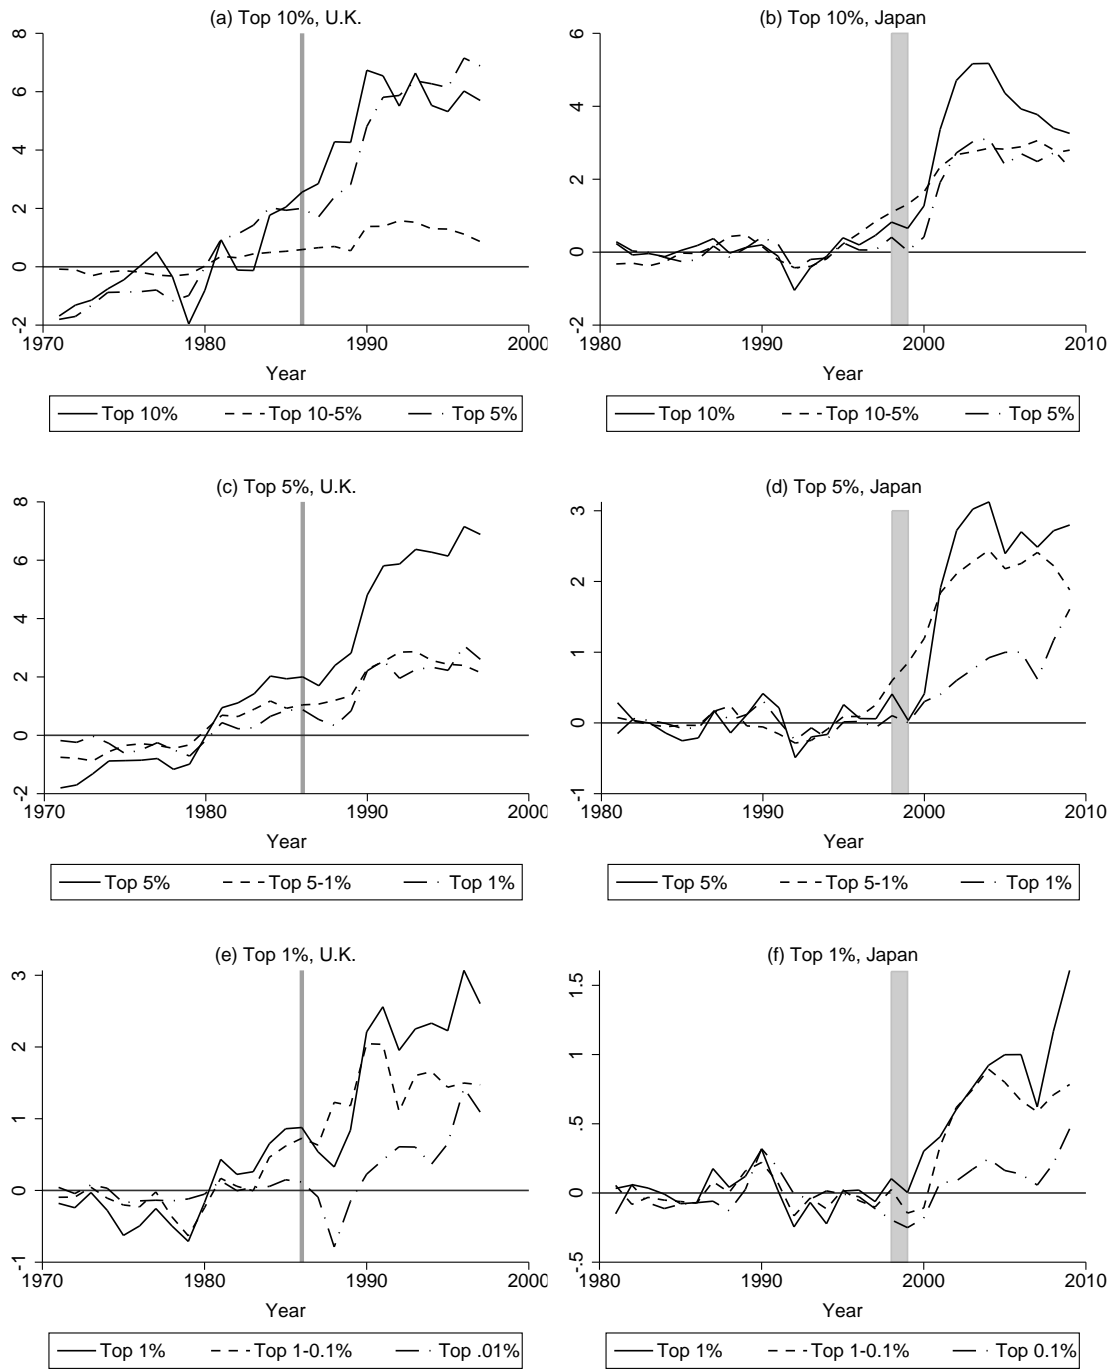 (a) Top 10%, U.K.
8
6
4
2
0
-2
1970 1980 1990 2000
Year
Top 10% Top 10-5% Top 5%
(b) Top 10%, Japan
6
4
2
0
-2
1980 1990 2000 2010
Year
Top 10% Top 10-5% Top 5%
(c) Top 5%, U.K.
8
6
4
2
0
-2
1970 1980 1990 2000
Year
Top 5% Top 5-1% Top 1%
(d) Top 5%, Japan
3
2
1
0
-1
1980 1990 2000 2010
Year
Top 5% Top 5-1% Top 1%
(e) Top 1%, U.K.
3
2
1
0
-1
1970 1980 1990 2000
Year
Top 1% Top 1-0.1% Top .01%
(f) Top 1%, Japan
1.5
1
.5
0
-.5
1980 1990 2000 2010
Year
Top 1% Top 1-0.1% Top 0.1%